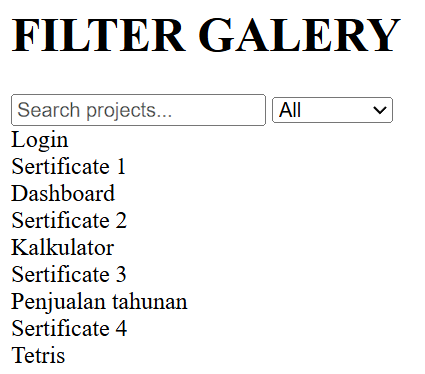 FILTER GALERY
Search projects... All
Login
Sertificate 1
Dashboard
Sertificate 2
Kalkulator
Sertificate 3
Penjualan tahunan
Sertificate 4
Tetris